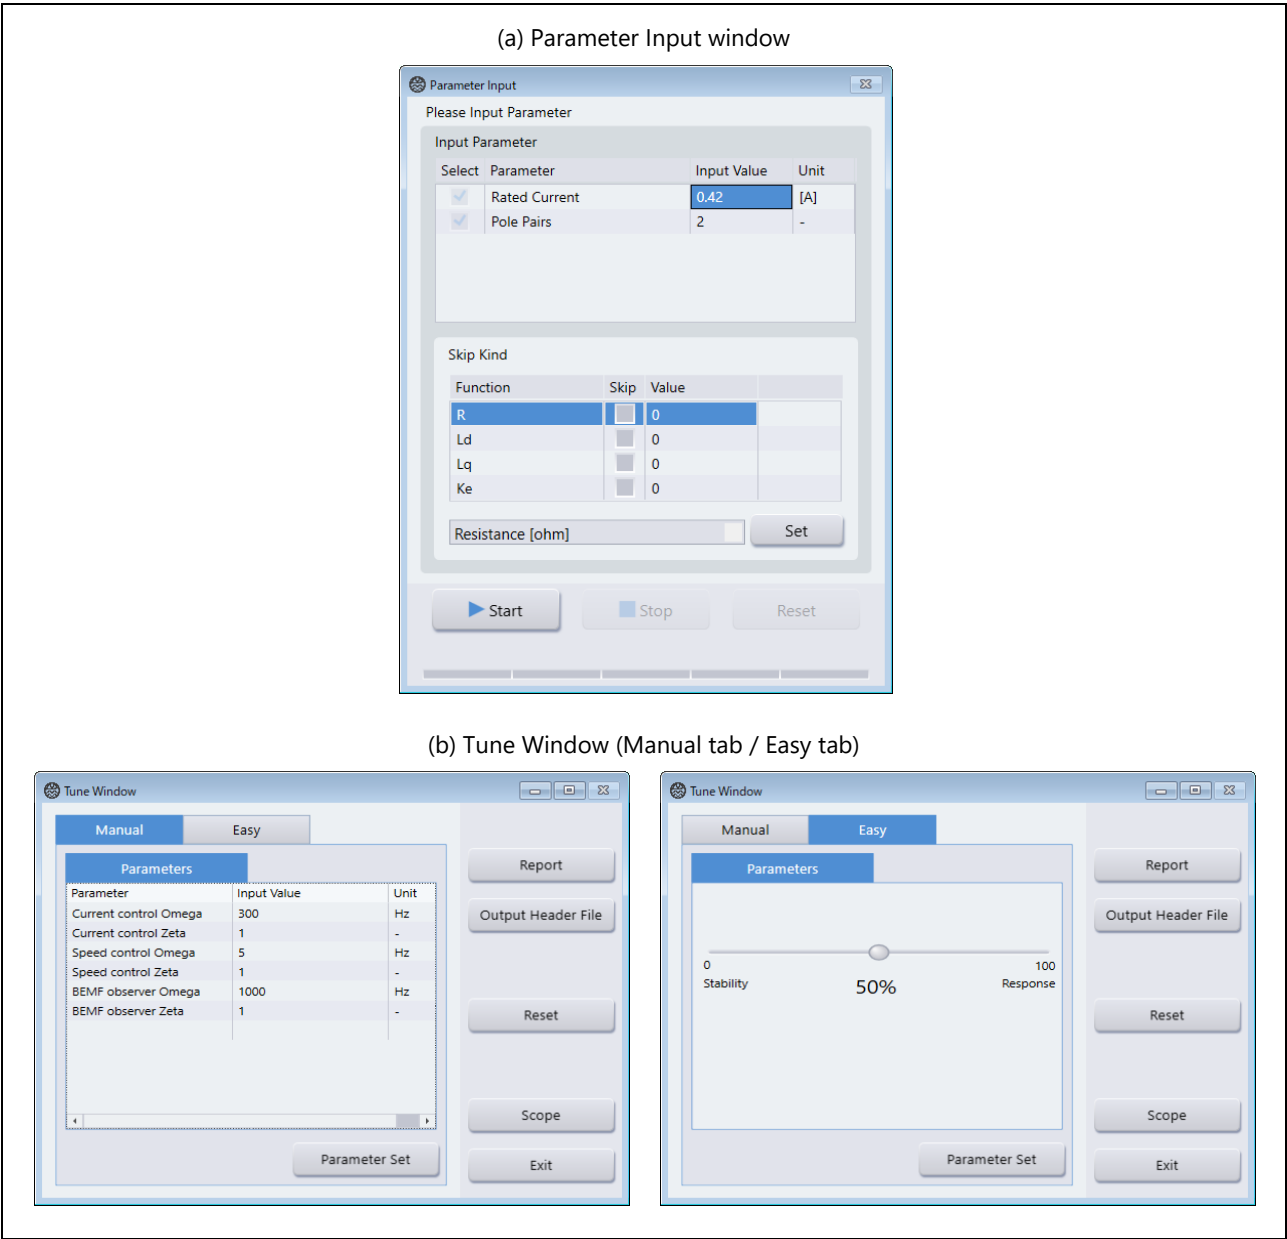 (a) Parameter Input window
Parameter Input
Please Input Parameter
Input Parameter
Select Parameter Input Value Unit
Rated Current 0.42 [A]
Pole Pairs 2 -
Skip Kind
Function Skip Value
R 0
Ld 0
Lq 0
Ke 0
Resistance [ohm] Set
Start Stop Reset
(b) Tune Window (Manual tab / Easy tab)
Tune Window
Manual Easy
Parameters
Parameter Input Value Unit
Current control Omega 300 Hz
Current control Zeta 1 -
Speed control Omega 5 Hz
Speed control Zeta 1 -
BEMF observer Omega 1000 Hz
BEMF observer Zeta 1 -
Parameter Set
Report
Output Header File
Reset
Scope
Exit
Tune Window
Manual Easy
Parameters
0 100
Stability 50% Response
Parameter Set
Report
Output Header File
Reset
Scope
Exit